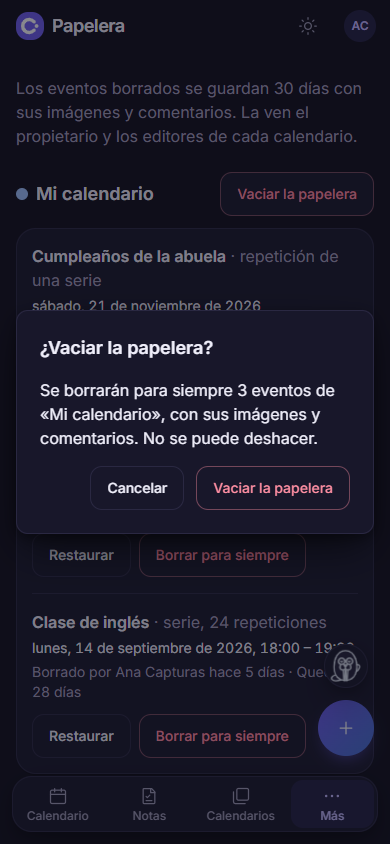 Papelera
AC
Los eventos borrados se guardan 30 días con
sus imágenes y comentarios. La ven el
propietario y los editores de cada calendario.
Mi calendario
Vaciar la papelera
Cumpleaños de la abuela · repetición de
una serie
sábado, 21 de noviembre de 2026
¿Vaciar la papelera?
Se borrarán para siempre 3 eventos de
«Mi calendario», con sus imágenes y
comentarios. No se puede deshacer.
Cancelar
Vaciar la papelera
Restaurar
Borrar para siempre
Clase de inglés · serie, 24 repeticiones
lunes, 14 de septiembre de 2026, 18:00 –
Borrado por Ana Capturas hace 5 días ·
28 días
Restaurar
Borrar para siempre
Calendario
Notas
Calendarios
Más